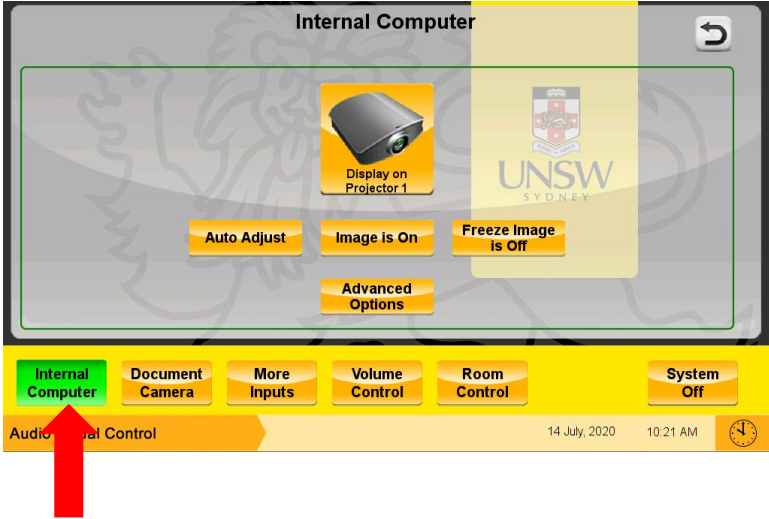 Internal Computer
Display on
Projector 1
UNSW
SYDNEY
Auto Adjust
Image is On
Freeze Image
is Off
Advanced
Options
Internal
Computer
Document
Camera
More
Inputs
Volume
Control
Room
Control
System
Off
Audio Control
14 July, 2020
10:21 AM